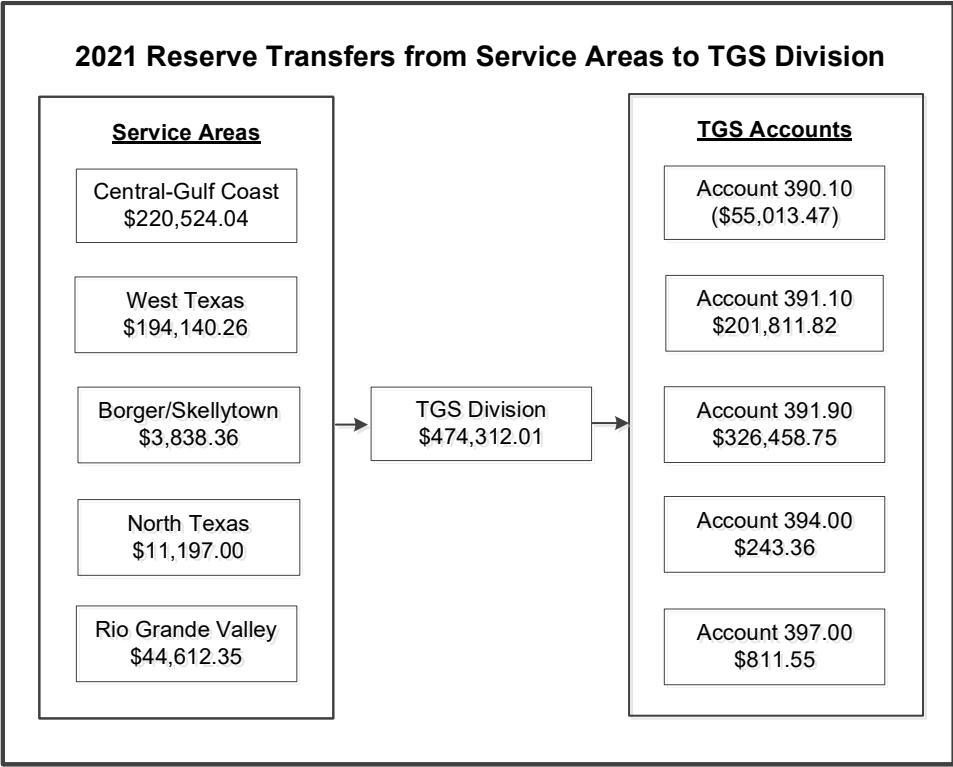 2021 Reserve Transfers from Service Areas to TGS Division
Service Areas
Central-Gulf Coast
$220,524.04
West Texas
$194,140.26
Borger/Skellytown
$3,838.36
North Texas
$11,197.00
Rio Grande Valley
$44,612.35
TGS Division
$474,312.01
TGS Accounts
Account 390.10
($55,013.47)
Account 391.10
$201,811.82
Account 391.90
$326,458.75
Account 394.00
$243.36
Account 397.00
$811.55